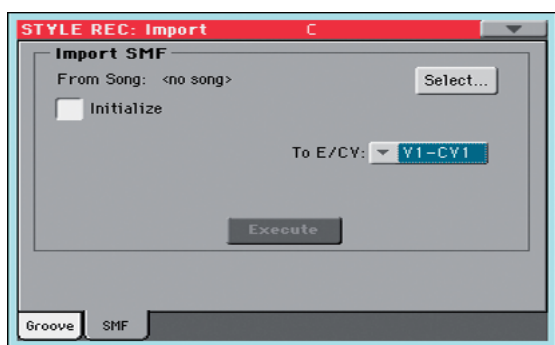 STYLE REC: Import C
Import SMF
From Song: <no song> Select...
Initialize
To E/CV: V1-CV1
Execute
Groove SMF